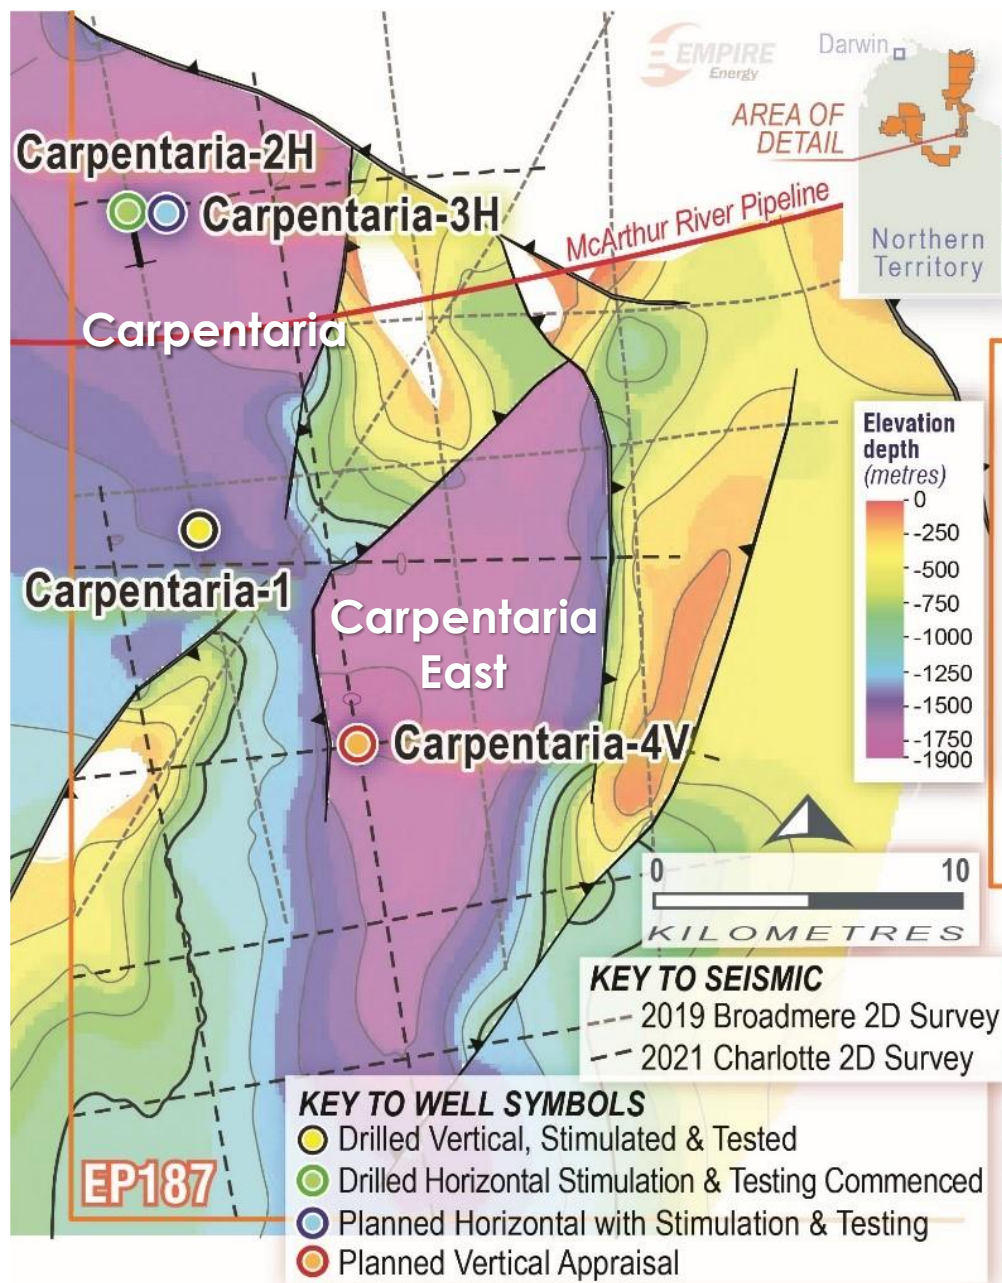 EMPIRE
Energy
Darwin
AREA OF
DETAIL
Northern
Territory
Carpentaria-2H
Carpentaria-3H
McArthur River Pipeline
Carpentaria
Elevation
depth
(metres)
0
-250
-500
-750
-1000
-1250
-1500
-1750
-1900
Carpentaria-1
Carpentaria
East
Carpentaria-4V
0 10
KILOMETRES
KEY TO SEISMIC
2019 Broadmere 2D Survey
2021 Charlotte 2D Survey
KEY TO WELL SYMBOLS
Drilled Vertical, Stimulated & Tested
Drilled Horizontal Stimulation & Testing Commenced
Planned Horizontal with Stimulation & Testing
Planned Vertical Appraisal
EP187